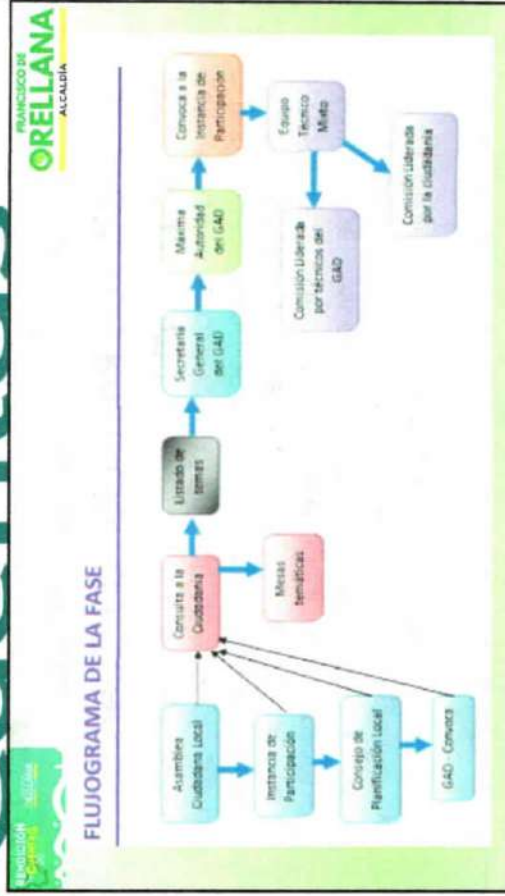 RENDICIÓN
FRANCISCO DE
ORELLANA
ALCALDÍA
FLUJOGRAMA DE LA FASE
Asamblea
Ciudadana Local
Instancia de
Participación
Consejo de
Planificación Local
GAD Convoca
Consulta a la
Ciudadanía
Mesas
temáticas
Listado de
temas
Secretaría
General
del GAD
Máxima
Autoridad
del GAD
Convoca a la
Instancia de
Participación
Equipo
Técnico
Mixto
Comisión Liderada
por técnicos del
GAD
Comisión Liderada
por la ciudadanía